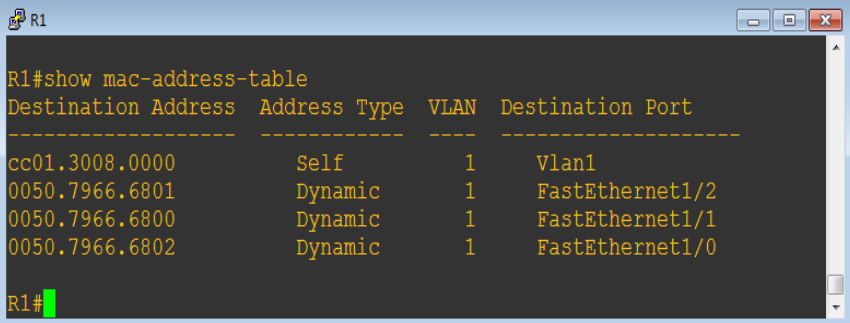 R1
R1#show mac-address-table
Destination Address  Address Type  VLAN  Destination Port
-------------------  ------------  ----  --------------------
cc01.3008.0000          Self          1     Vlan1
0050.7966.6801          Dynamic       1     FastEthernet1/2
0050.7966.6800          Dynamic       1     FastEthernet1/1
0050.7966.6802          Dynamic       1     FastEthernet1/0
R1#